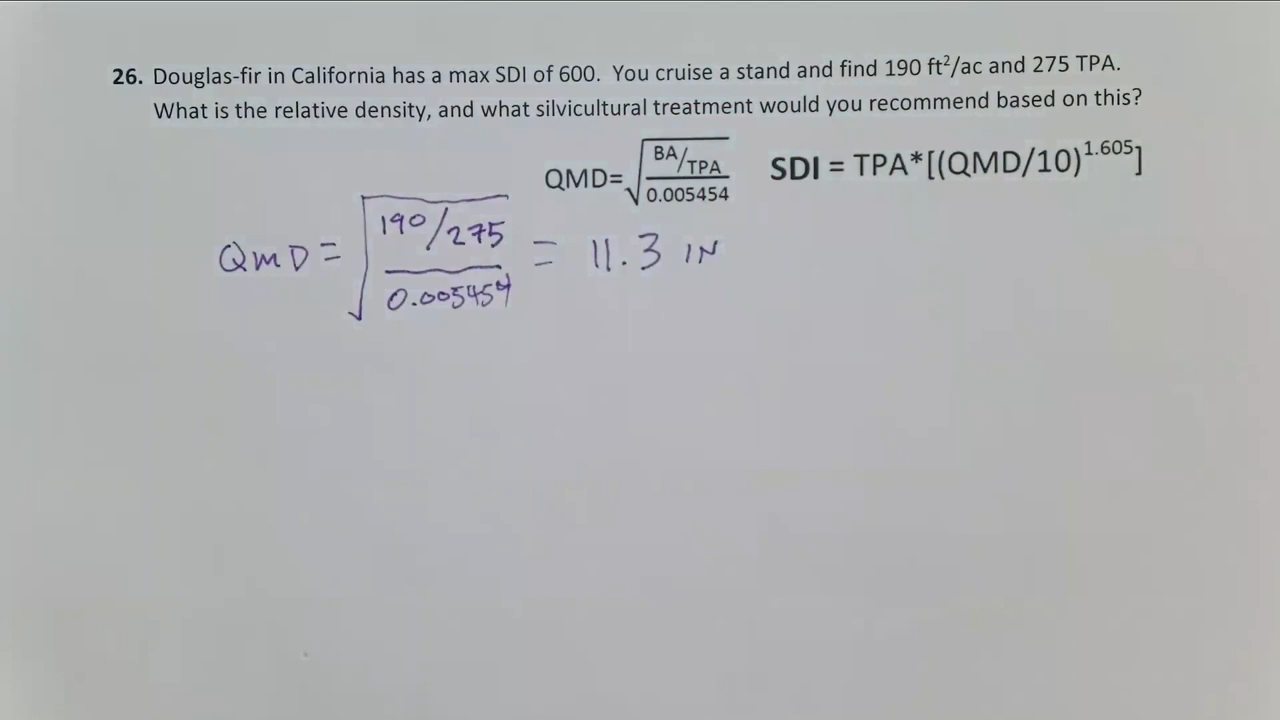 26. Douglas-fir in California has a max SDI of 600. You cruise a stand and find 190 ft²/ac and 275 TPA.
What is the relative density, and what silvicultural treatment would you recommend based on this?
QMD=√((BA/TPA)/0.005454) SDI = TPA*[(QMD/10)^1.605]
QMD = √((190/275)/0.005454) = 11.3 IN